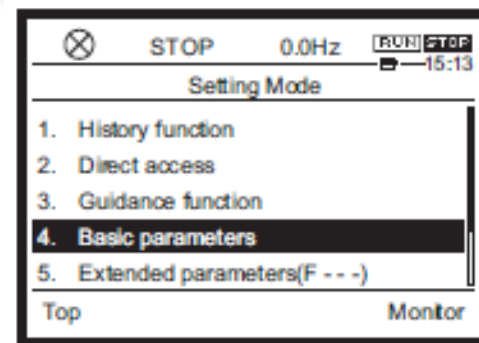 STOP 0.0Hz RUN STOP
15:13
Setting Mode
1. History function
2. Direct access
3. Guidance function
4. Basic parameters
5. Extended parameters(F - - -)
Top Monitor